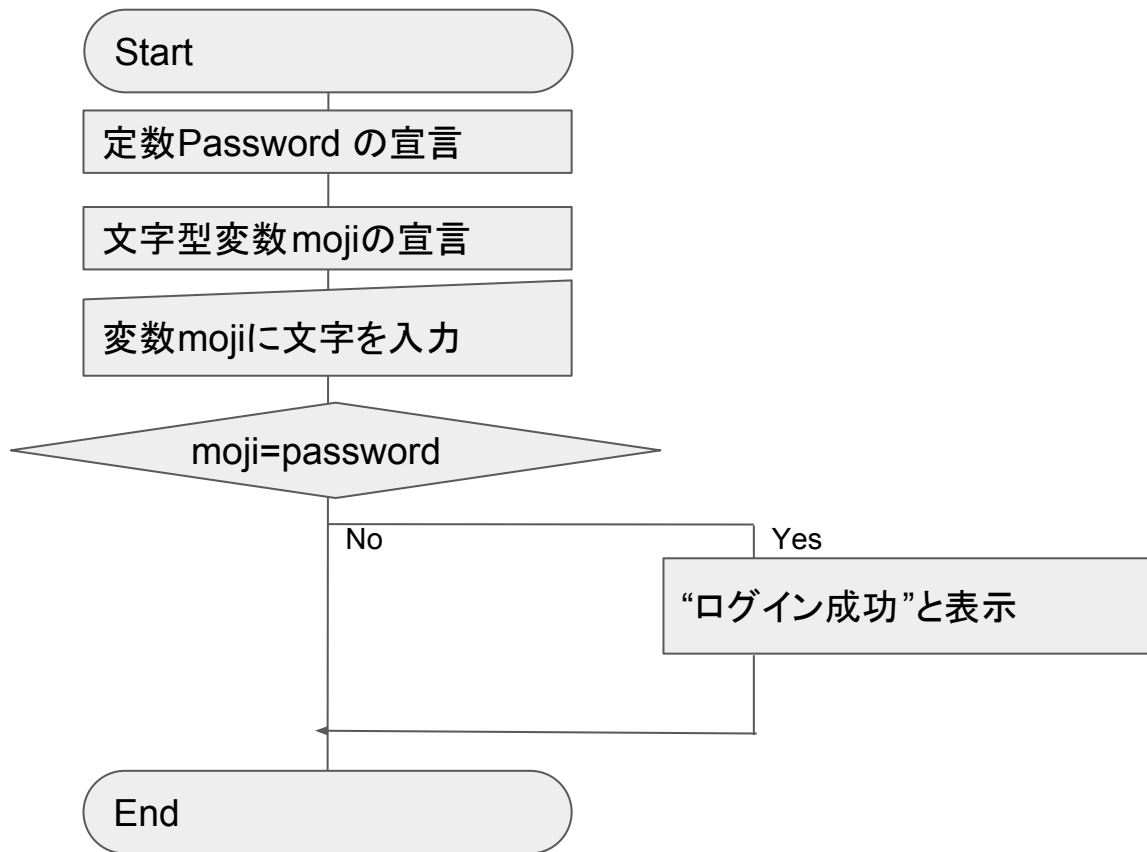 Start
定数Password の宣言
文字型変数mojiの宣言
変数mojiに文字を入力
moji=password
No
Yes
“ログイン成功”と表示
End